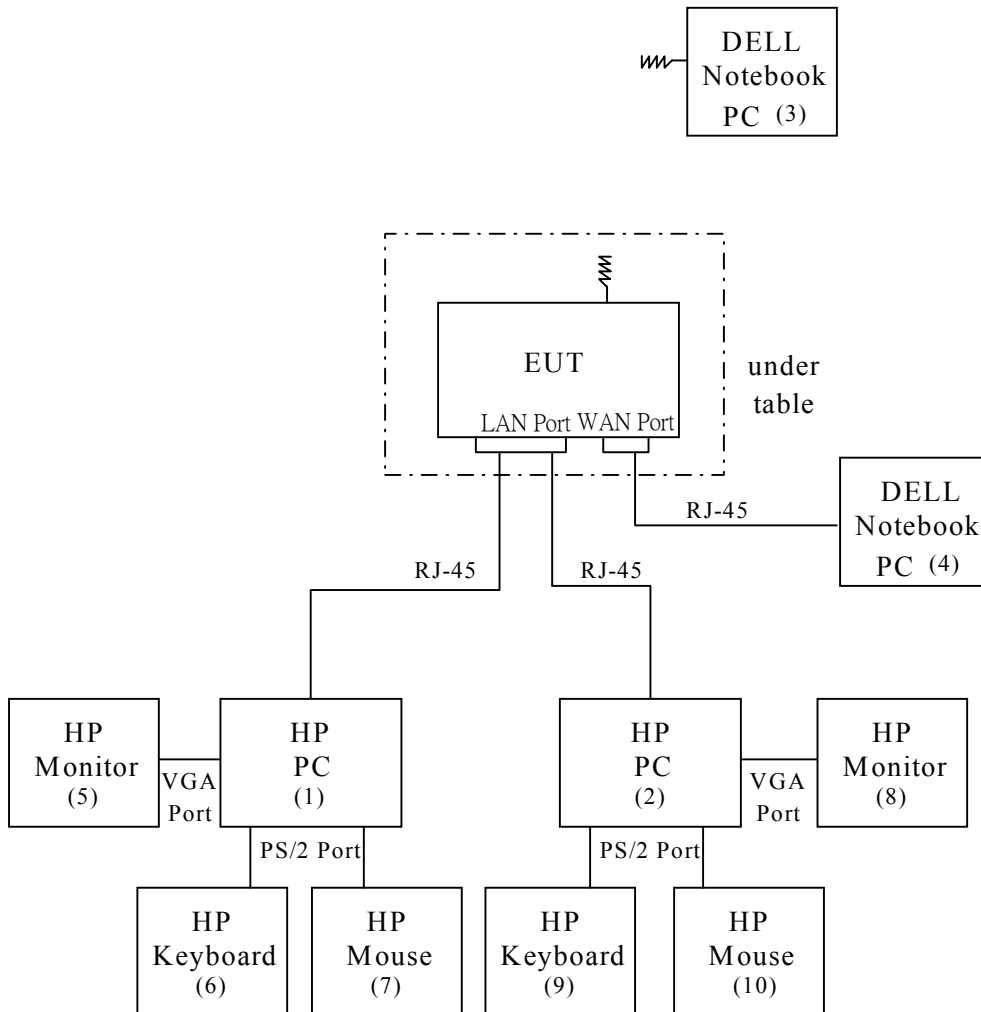 DELL
Notebook
PC (3)
EUT
LAN Port WAN Port
under
table
RJ-45
DELL
Notebook
PC (4)
RJ-45
RJ-45
HP
Monitor
(5)
VGA
Port
HP
PC
(1)
HP
PC
(2)
VGA
Port
HP
Monitor
(8)
PS/2 Port
PS/2 Port
HP
Keyboard
(6)
HP
Mouse
(7)
HP
Keyboard
(9)
HP
Mouse
(10)